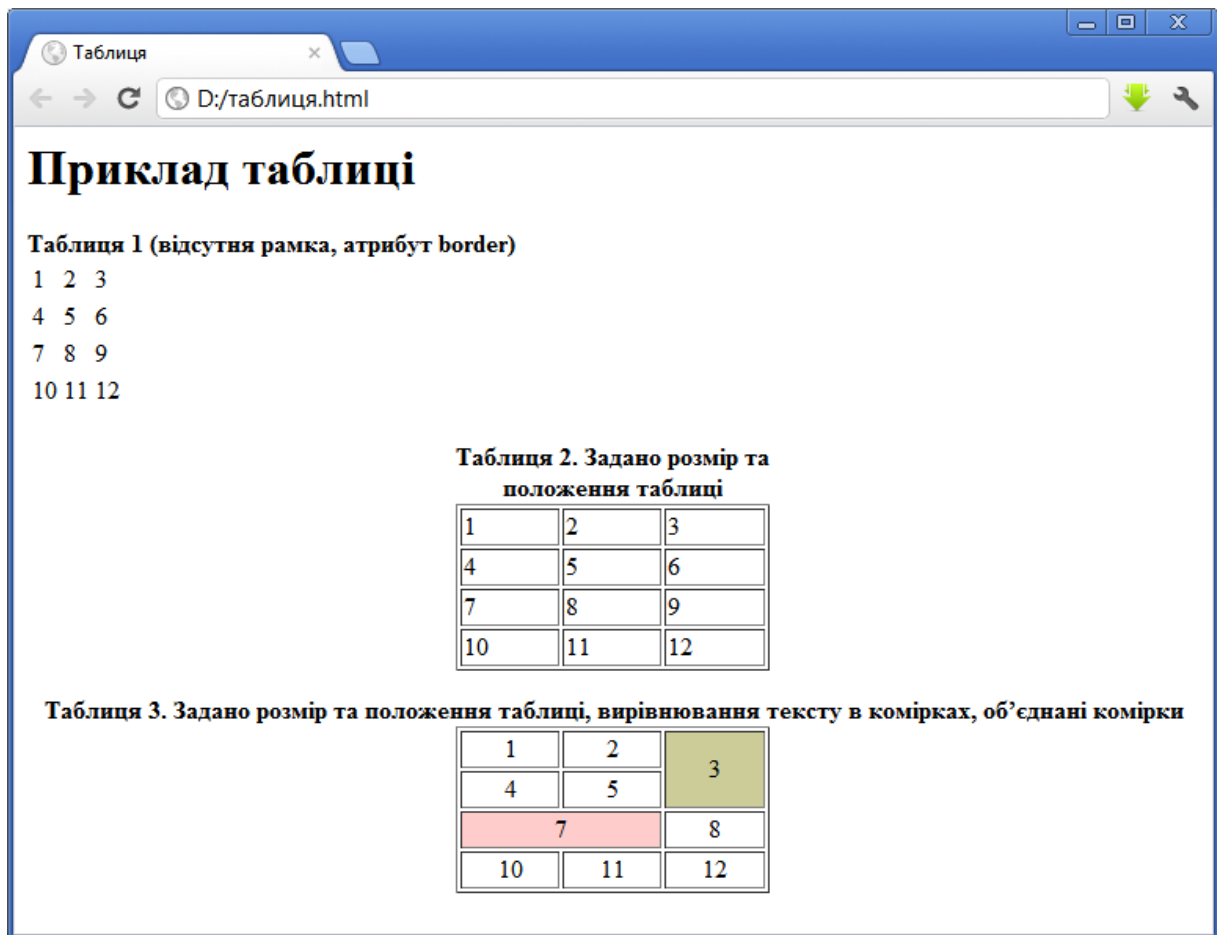 Таблиця
D:/таблиця.html
Приклад таблиці
Таблиця 1 (відсутня рамка, атрибут border)
1 2 3
4 5 6
7 8 9
10 11 12
Таблиця 2. Задано розмір та
положення таблиці
1 2 3
4 5 6
7 8 9
10 11 12
Таблиця 3. Задано розмір та положення таблиці, вирівнювання тексту в комірках, об’єднані комірки
1 2 3
4 5
7 8
10 11 12